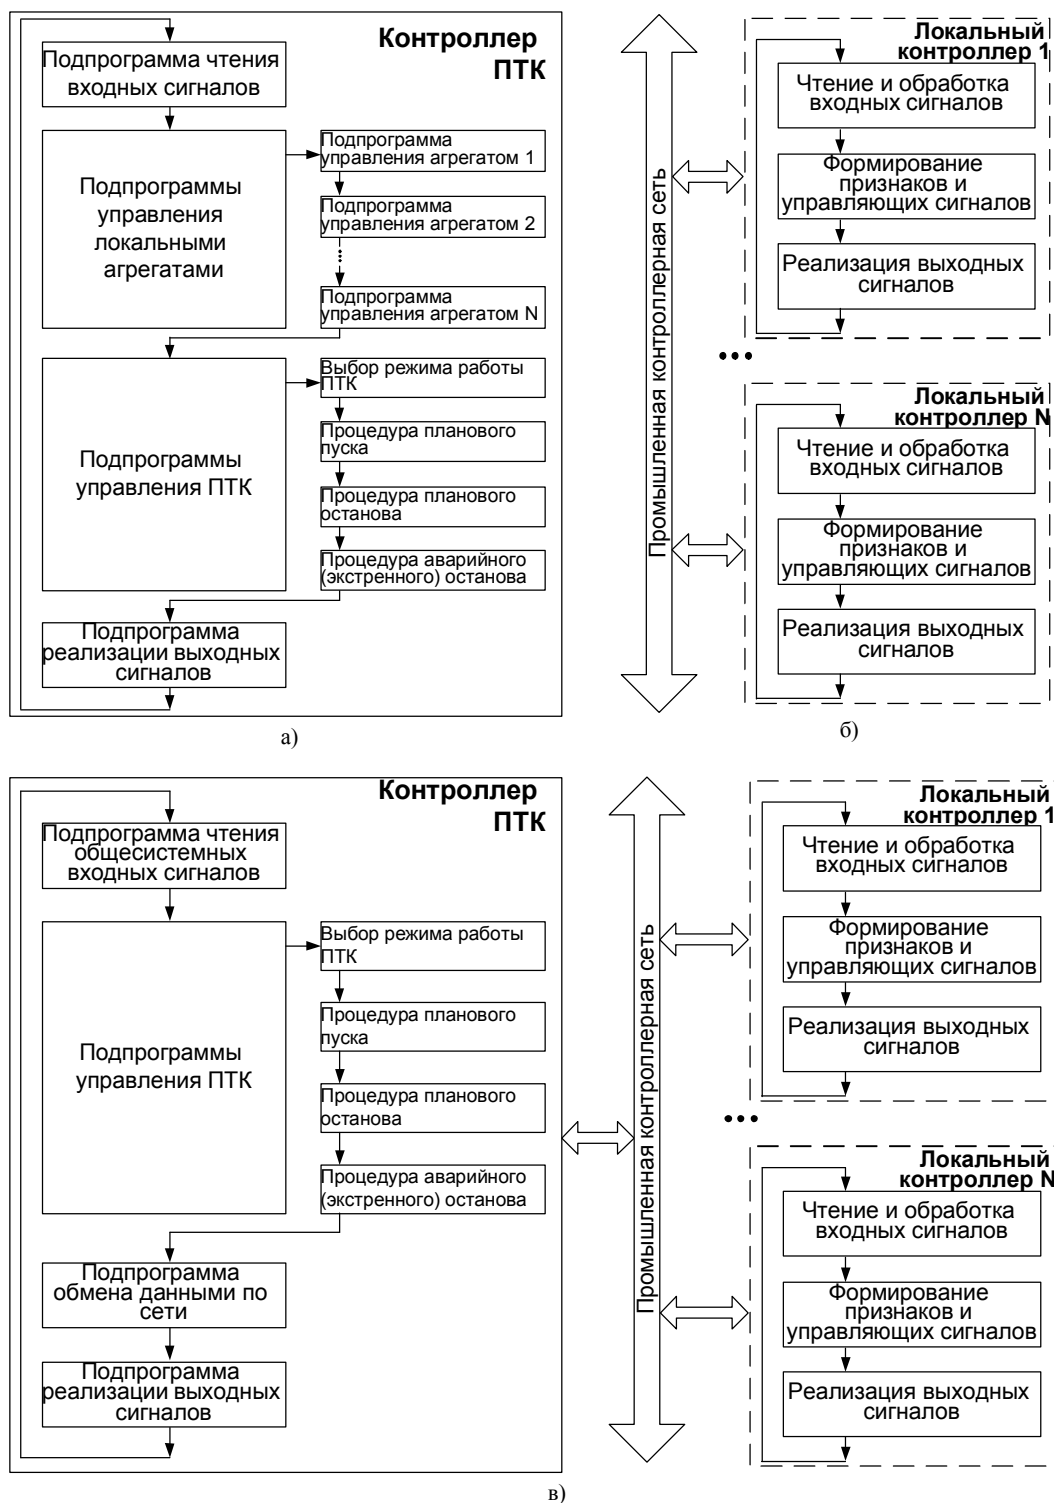 Контроллер
ПТК
Подпрограмма чтения
входных сигналов
Подпрограммы
управления
локальными
агрегатами
Подпрограмма
управления агрегатом 1
Подпрограмма
управления агрегатом 2
Подпрограмма
управления агрегатом N
Подпрограммы
управления ПТК
Выбор режима работы
ПТК
Процедура планового
пуска
Процедура планового
останова
Процедура аварийного
(экстренного) останова
Подпрограмма
реализации выходных
сигналов
а)
Промышленная контроллерная сеть
Локальный
контроллер 1
Чтение и обработка
входных сигналов
Формирование
признаков и
управляющих сигналов
Реализация выходных
сигналов
•••
Локальный
контроллер N
Чтение и обработка
входных сигналов
Формирование
признаков и
управляющих сигналов
Реализация выходных
сигналов
б)
Контроллер
ПТК
Подпрограмма чтения
общесистемных
входных сигналов
Подпрограммы
управления ПТК
Выбор режима работы
ПТК
Процедура планового
пуска
Процедура планового
останова
Процедура аварийного
(экстренного) останова
Подпрограмма
обмена данными по
сети
Подпрограмма
реализации выходных
сигналов
Промышленная контроллерная сеть
Локальный
контроллер 1
Чтение и обработка
входных сигналов
Формирование
признаков и
управляющих сигналов
Реализация выходных
сигналов
•••
Локальный
контроллер N
Чтение и обработка
входных сигналов
Формирование
признаков и
управляющих сигналов
Реализация выходных
сигналов
в)